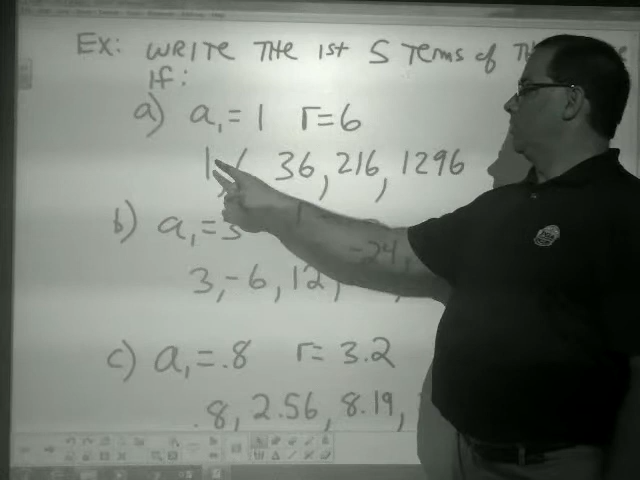 Ex: WRITE THE 1st 5 Terms of
If:
a) a₁ = 1 r = 6
1, 36, 216, 1296
b) a₁ = 3
3, -6, 12, -24,
c) a₁ = .8 r = 3.2
.8, 2.56, 8.19,